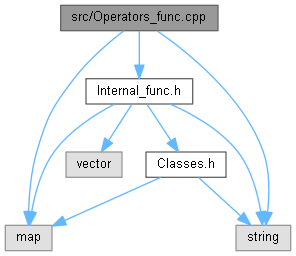 src/Operators_func.cpp
Internal_func.h
vector
Classes.h
map
string